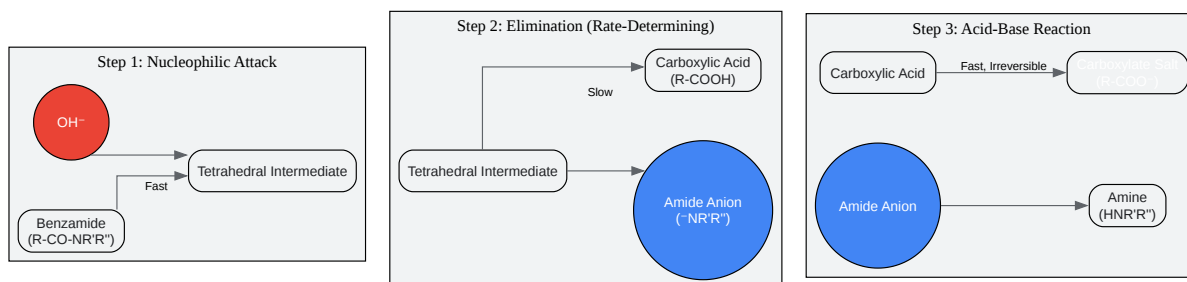 Step 1: Nucleophilic Attack
OH⁻
Tetrahedral Intermediate
Fast
Benzamide
(R-CO-NR'R")
Step 2: Elimination (Rate-Determining)
Carboxylic Acid
(R-COOH)
Slow
Tetrahedral Intermediate
Amide Anion
(⁻NR'R")
Step 3: Acid-Base Reaction
Carboxylic Acid
Fast, Irreversible
Carboxylate Salt
(R-COO⁻)
Amide Anion
Amine
(HNR'R")